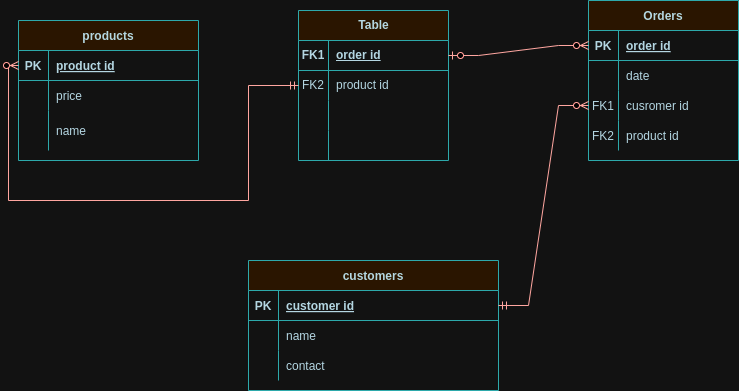 products
PK product id
price
name
Table
FK1 order id
FK2 product id
Orders
PK order id
date
FK1 cusromer id
FK2 product id
customers
PK customer id
name
contact